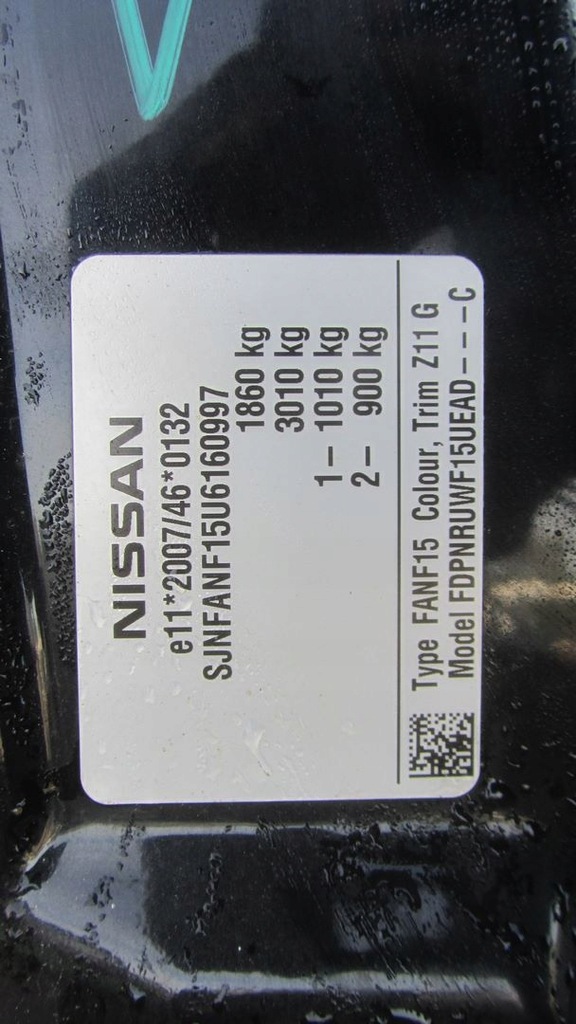 NISSAN
e11*2007/46*0132
SJNFANF15U6160997
1860 kg
3010 kg
1– 1010 kg
2– 900 kg
Type FANF15 Colour, Trim Z11 G
Model FDPNRUWF15UEAD– – –C